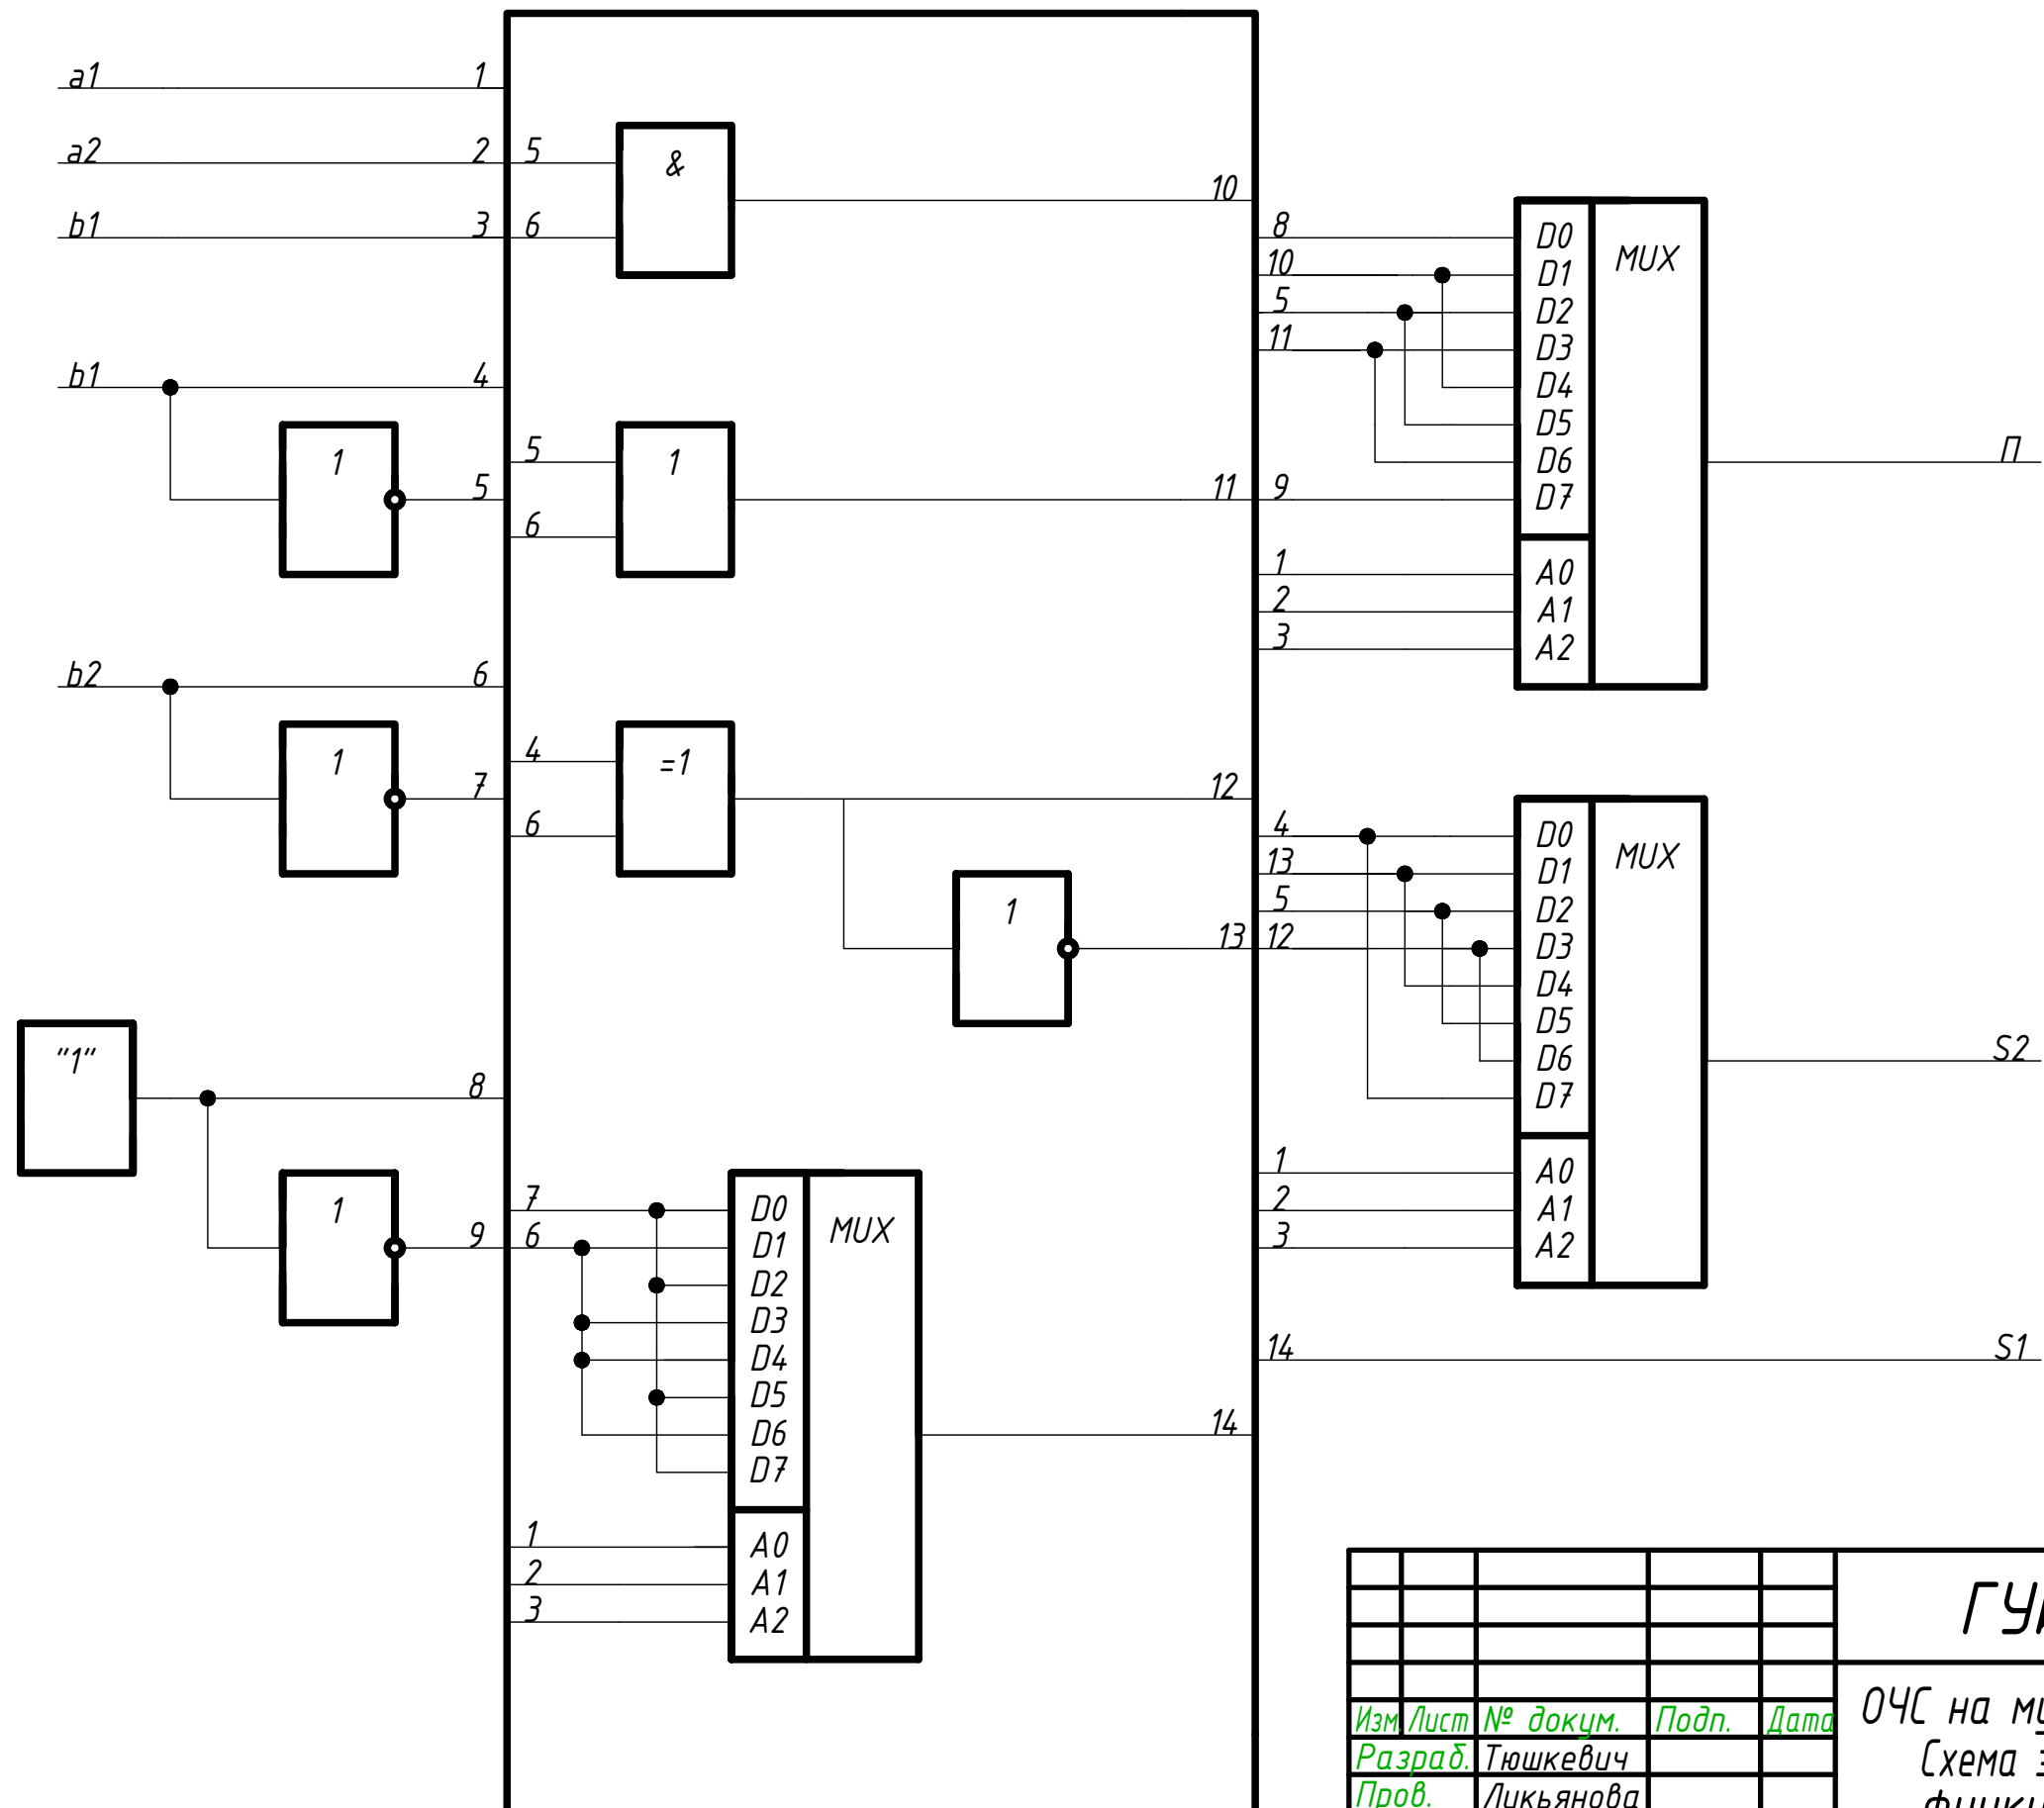 a1 1
a2 2 5 &
10
b1 3 6
8 D0 MUX
10 D1
5 D2
11 D3
b1 4 D4
D5
5 1 D6 П
1 5 11 9 D7
6
1 A0
2 A1
3 A2
b2 6
1 4 =1
7 12
6 4 D0 MUX
13 D1
1 5 D2
13 12 D3
D4
D5
"1" D6 S2
8 D7
1 A0
1 7 D0 MUX 2 A1
9 6 D1 3 A2
D2
D3
D4 14 S1
D5
D6 14
D7
1 A0
2 A1
3 A2
Изм Лист № докум. Подп. Дата
ОЧС на
Разраб. Тюшкевич
Схема
Пров. Лукьянова